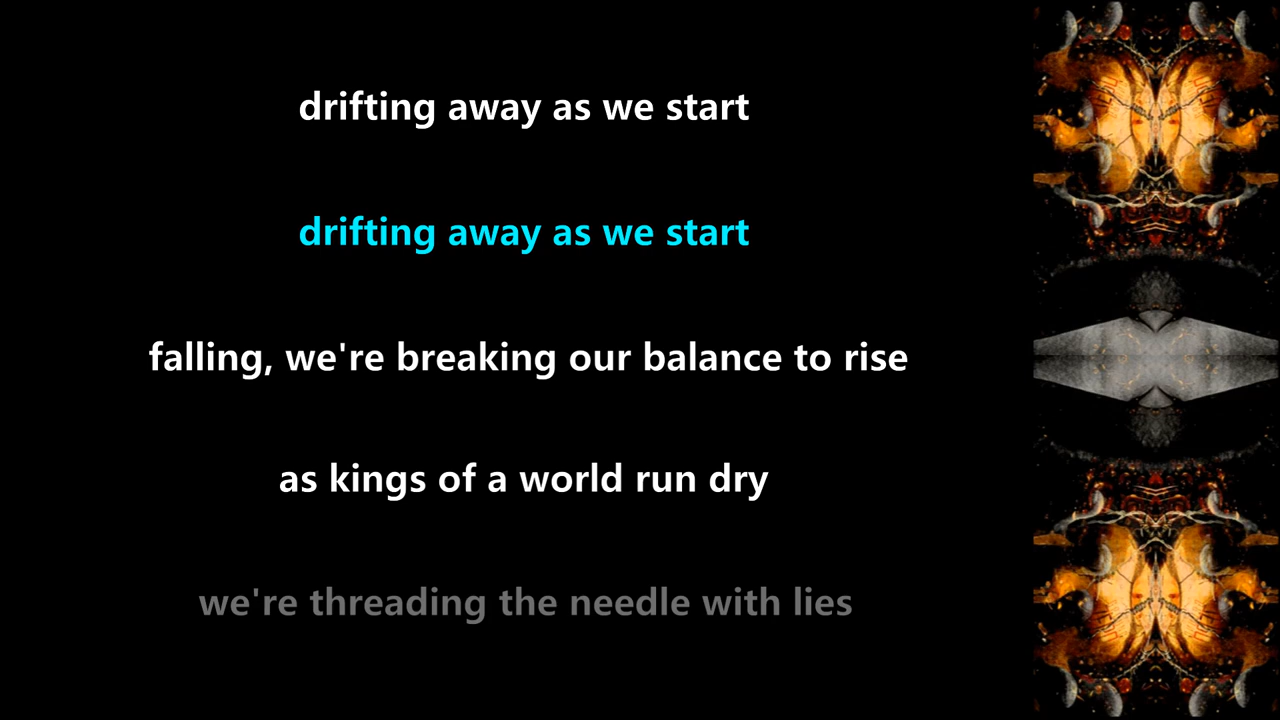 drifting away as we start
drifting away as we start
falling, we're breaking our balance to rise
as kings of a world run dry
we're threading the needle with lies